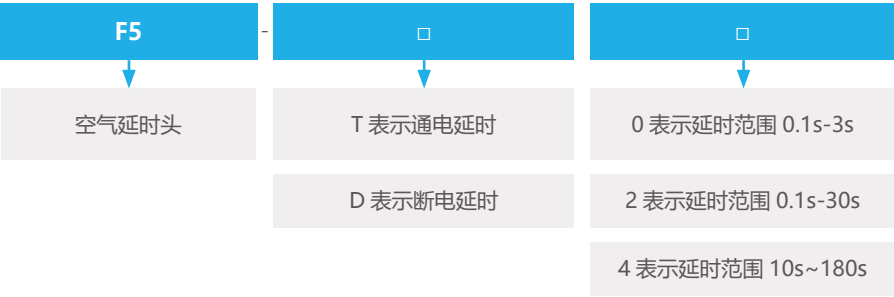 F5 - □ □
空气延时头 T 表示通电延时 0 表示延时范围 0.1s-3s
D 表示断电延时 2 表示延时范围 0.1s-30s
4 表示延时范围 10s~180s